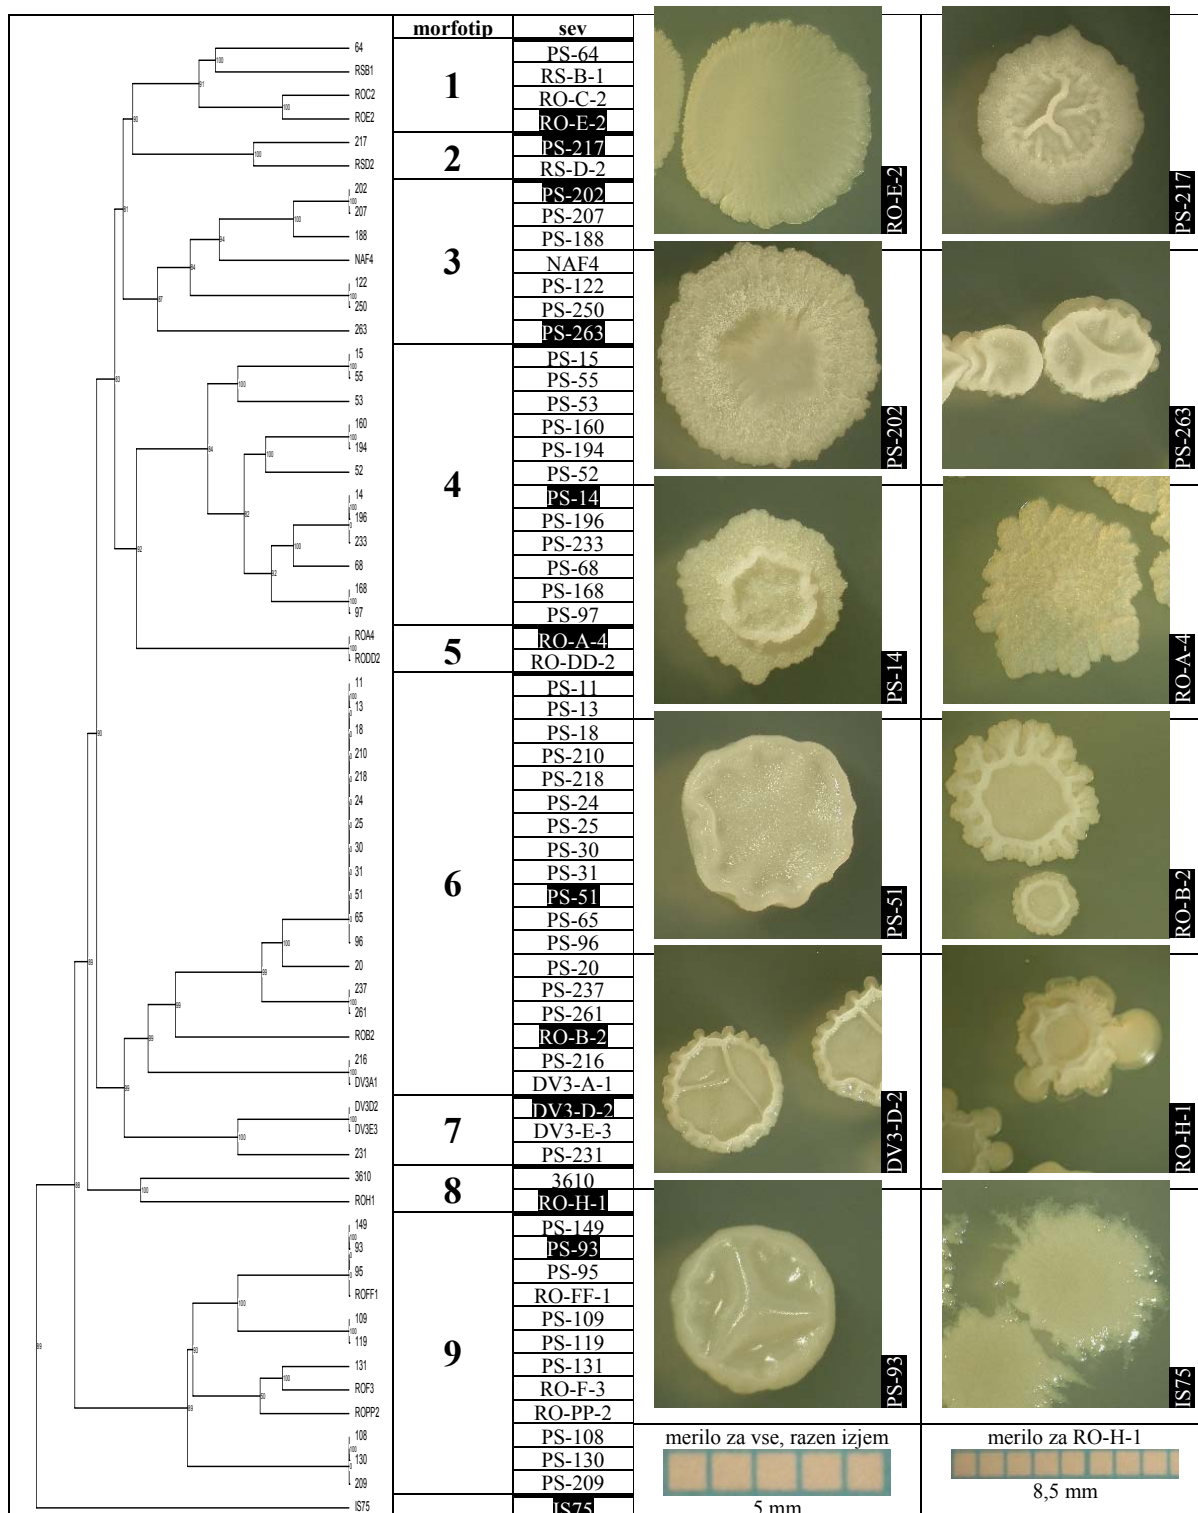 morfotip sev
64
RSB1
ROC2
ROE2
217
RSD2
202
207
188
NAF4
122
250
263
15
55
53
160
194
52
14
196
233
68
168
97
ROA4
RODD2
11
13
18
210
218
24
25
30
31
51
65
96
20
237
261
ROB2
216
DV3A1
DV3D2
DV3E3
231
3610
ROH1
149
93
95
ROFF1
109
119
131
ROF3
ROPP2
108
130
209
IS75
1
2
3
4
5
6
7
8
9
PS-64
RS-B-1
RO-C-2
RO-E-2
PS-217
RS-D-2
PS-202
PS-207
PS-188
NAF4
PS-122
PS-250
PS-263
PS-15
PS-55
PS-53
PS-160
PS-194
PS-52
PS-14
PS-196
PS-233
PS-68
PS-168
PS-97
RO-A-4
RO-DD-2
PS-11
PS-13
PS-18
PS-210
PS-218
PS-24
PS-25
PS-30
PS-31
PS-51
PS-65
PS-96
PS-20
PS-237
PS-261
RO-B-2
PS-216
DV3-A-1
DV3-D-2
DV3-E-3
PS-231
3610
RO-H-1
PS-149
PS-93
PS-95
RO-FF-1
PS-109
PS-119
PS-131
RO-F-3
RO-PP-2
PS-108
PS-130
PS-209
IS75
RO-E-2
PS-217
PS-202
PS-263
PS-14
RO-A-4
PS-51
RO-B-2
DV3-D-2
RO-H-1
PS-93
IS75
merilo za vse, razen izjem
5 mm
merilo za RO-H-1
8,5 mm